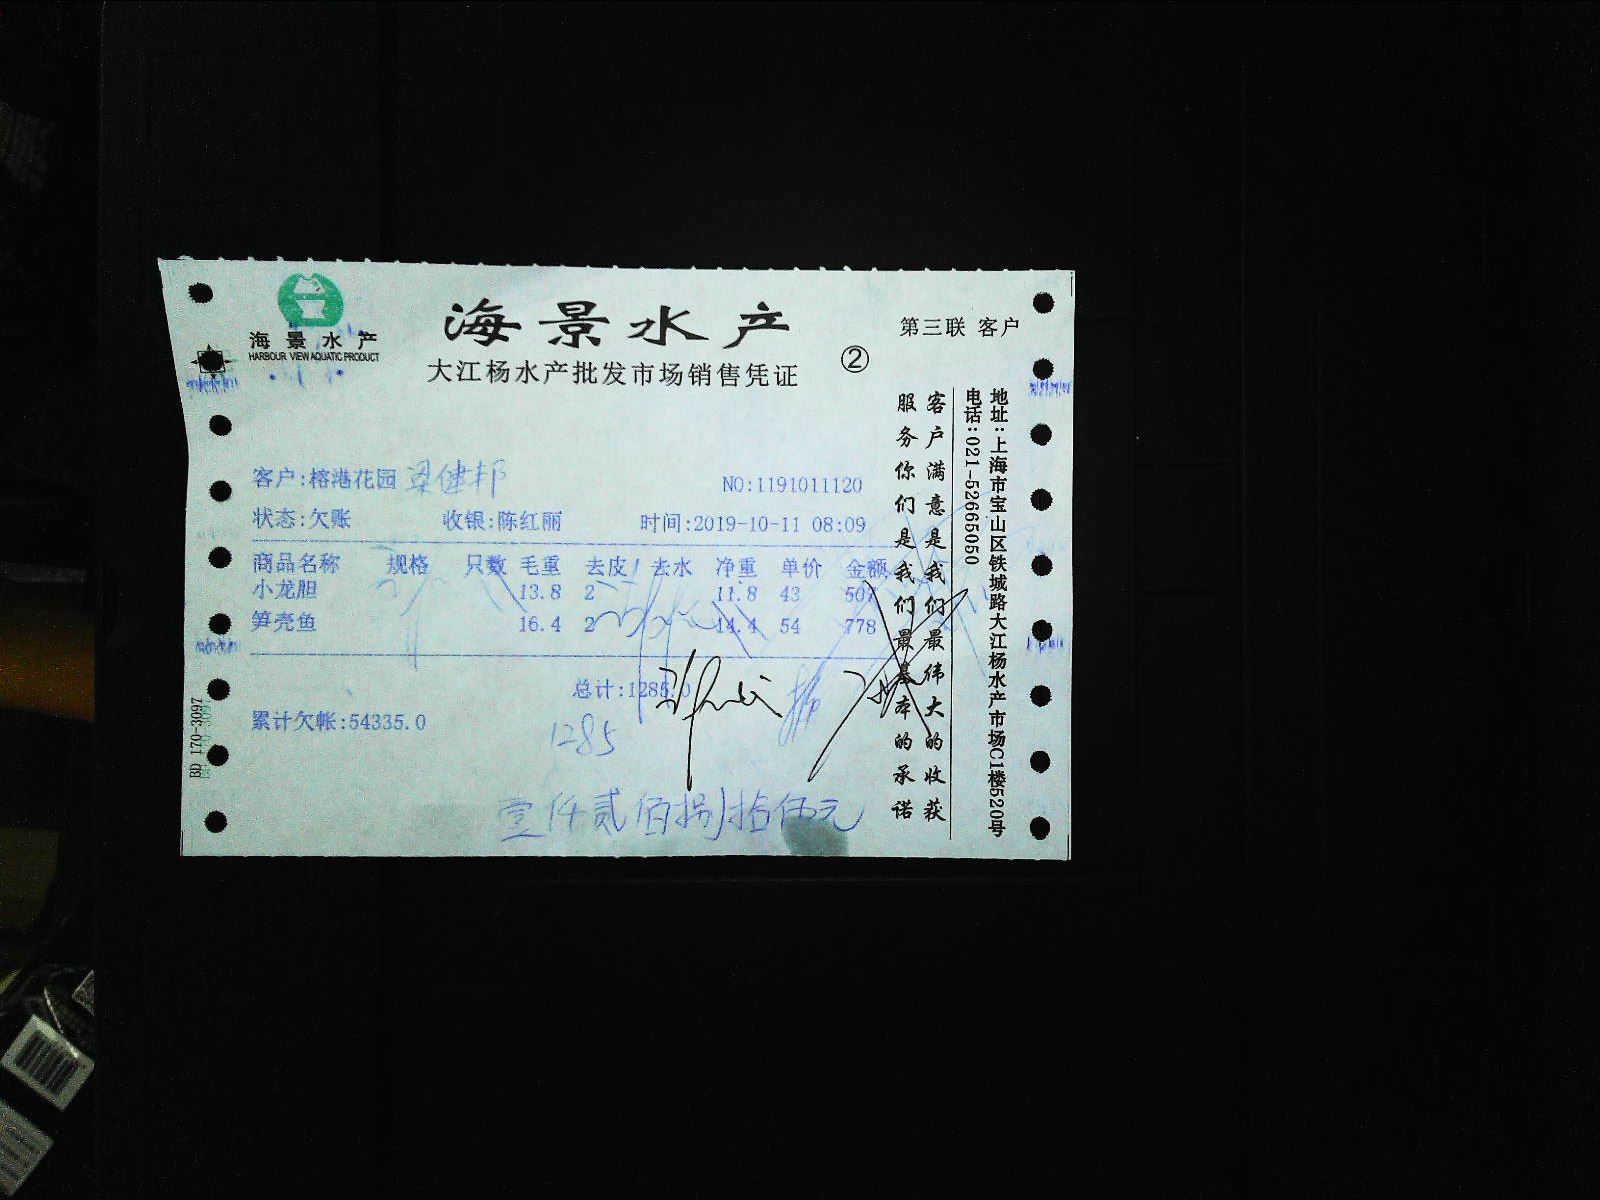 海景水产
HARBOUR VIEW AQUATIC PRODUCT
海景水产
大江杨水产批发市场销售凭证
②
第三联 客户
客户:榕港花园 梁健邦
NO:1191011120
状态:欠账 收银:陈红丽 时间:2019-10-11 08:09
商品名称 规格 只数 毛重 去皮 去水 净重 单价 金额
小龙胆 13.8 2 11.8 43 507
笋壳鱼 16.4 2 14.4 54 778
总计:1285.0
累计欠帐:54335.0
1285
壹仟贰佰捌拾伍元
客户满意是我们最伟大的收获
服务你们是我们最基本的承诺
地址:上海市宝山区铁城路大江杨水产市场C1楼520号
电话:021-52665050
BD 170-3097